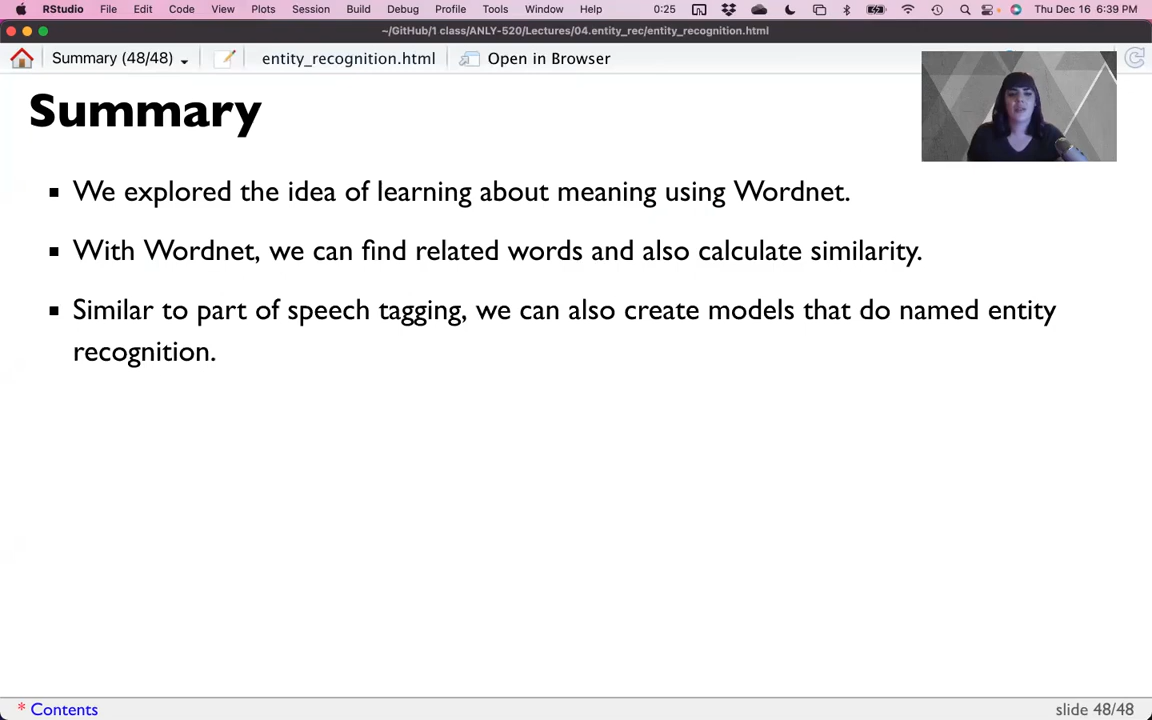 RStudio File Edit Code View Plots Session Build Debug Profile Tools Window Help 0:25 Thu Dec 16 6:39 PM
~/GitHub/1 class/ANLY-520/Lectures/04.entity_rec/entity_recognition.html
Summary (48/48) entity_recognition.html Open in Browser
Summary
We explored the idea of learning about meaning using Wordnet.
With Wordnet, we can find related words and also calculate similarity.
Similar to part of speech tagging, we can also create models that do named entity
recognition.
* Contents slide 48/48